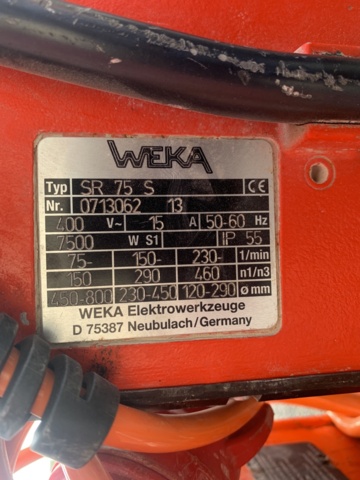 WEKA
Typ SR 75 S CE
Nr. 0713062 13
400 V~ 15 A 50-60 Hz
7500 W S1 IP 55
75- 150- 230- 1/min
150 290 460 n1/n3
450-800 230-450 120-290 ø mm
WEKA Elektrowerkzeuge
D 75387 Neubulach/Germany